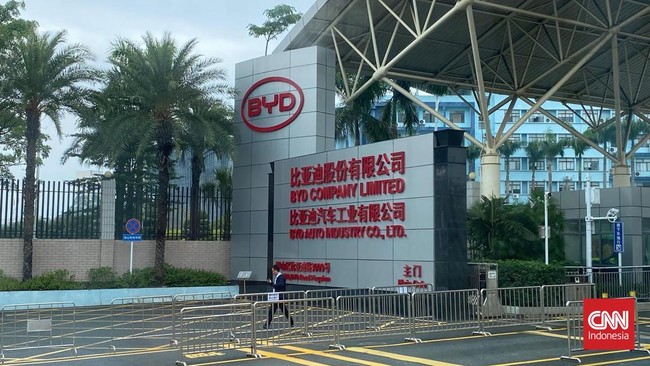 BYD
比亚迪股份有限公司
BYD COMPANY LIMITED
比亚迪汽车工业有限公司
BYD AUTO INDUSTRY CO., LTD.
主门
CNN
Indonesia